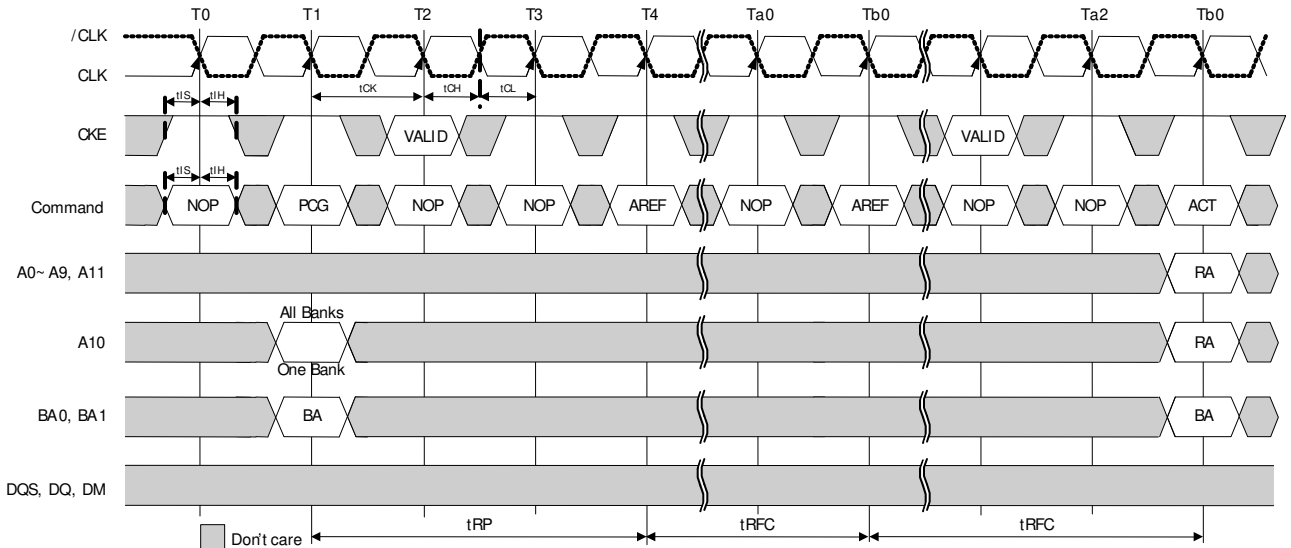 T0 T1 T2 T3 T4 Ta0 Tb0 Ta2 Tb0
/CLK
CLK
tCK tCH tCL
tIS tIH
CKE VALID VALID
tIS tIH
Command NOP PCG NOP NOP AREF NOP AREF NOP NOP ACT
A0~ A9, A11 RA
All Banks
A10 RA
One Bank
BA0, BA1 BA BA
DQS, DQ, DM
tRP tRFC tRFC
Don't care